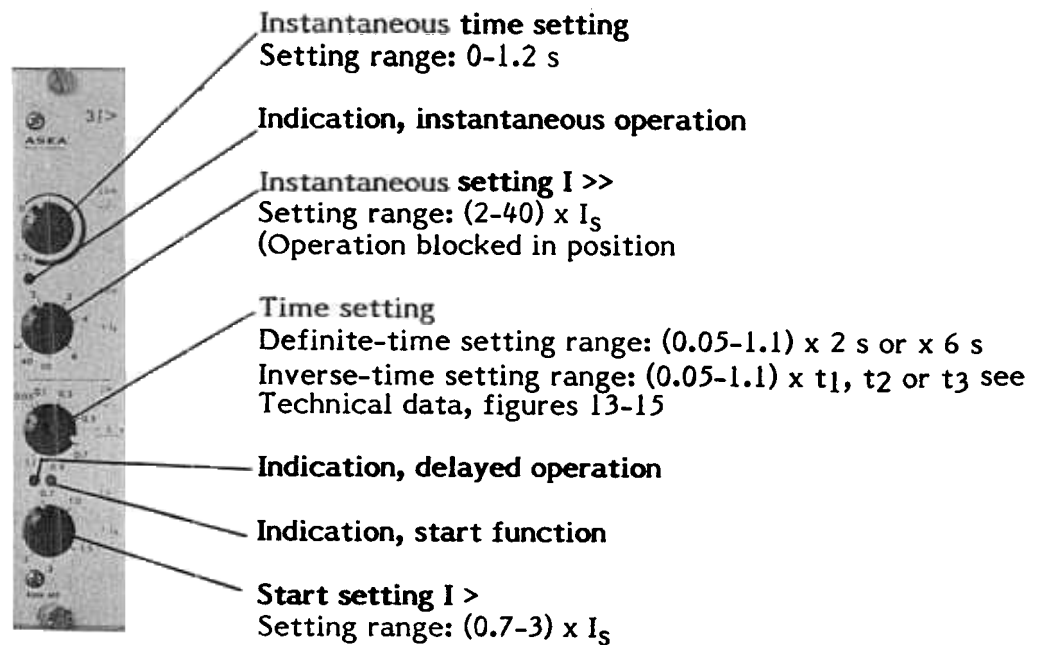 Instantaneous time setting
Setting range: 0-1.2 s
Indication, instantaneous operation
Instantaneous setting I >>
Setting range: (2-40) x Is
(Operation blocked in position
Time setting
Definite-time setting range: (0.05-1.1) x 2 s or x 6 s
Inverse-time setting range: (0.05-1.1) x t1, t2 or t3 see
Technical data, figures 13-15
Indication, delayed operation
Indication, start function
Start setting I >
Setting range: (0.7-3) x Is
3I>
ASEA